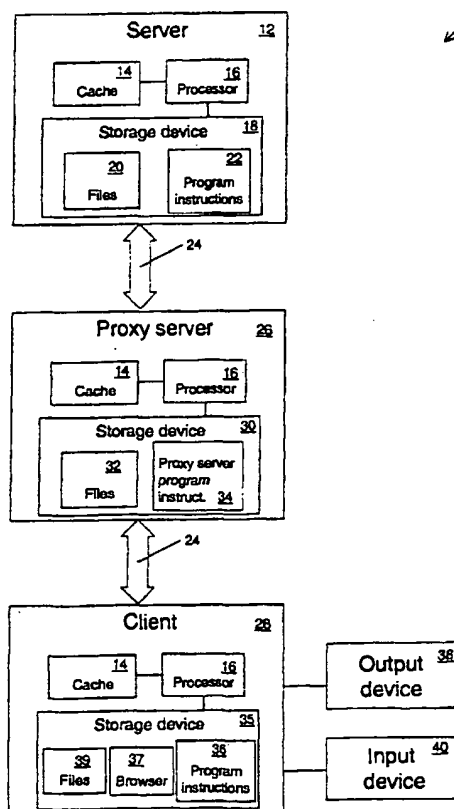 Server 12
14 Cache
16 Processor
Storage device 18
20 Files
22 Program
instructions
24
Proxy server 26
14 Cache
16 Processor
Storage device 30
32 Files
Proxy server
program
instruct. 34
24
Client 28
14 Cache
16 Processor
Storage device 35
39 Files
37 Browser
36 Program
instructions
Output 38
device
Input 40
device